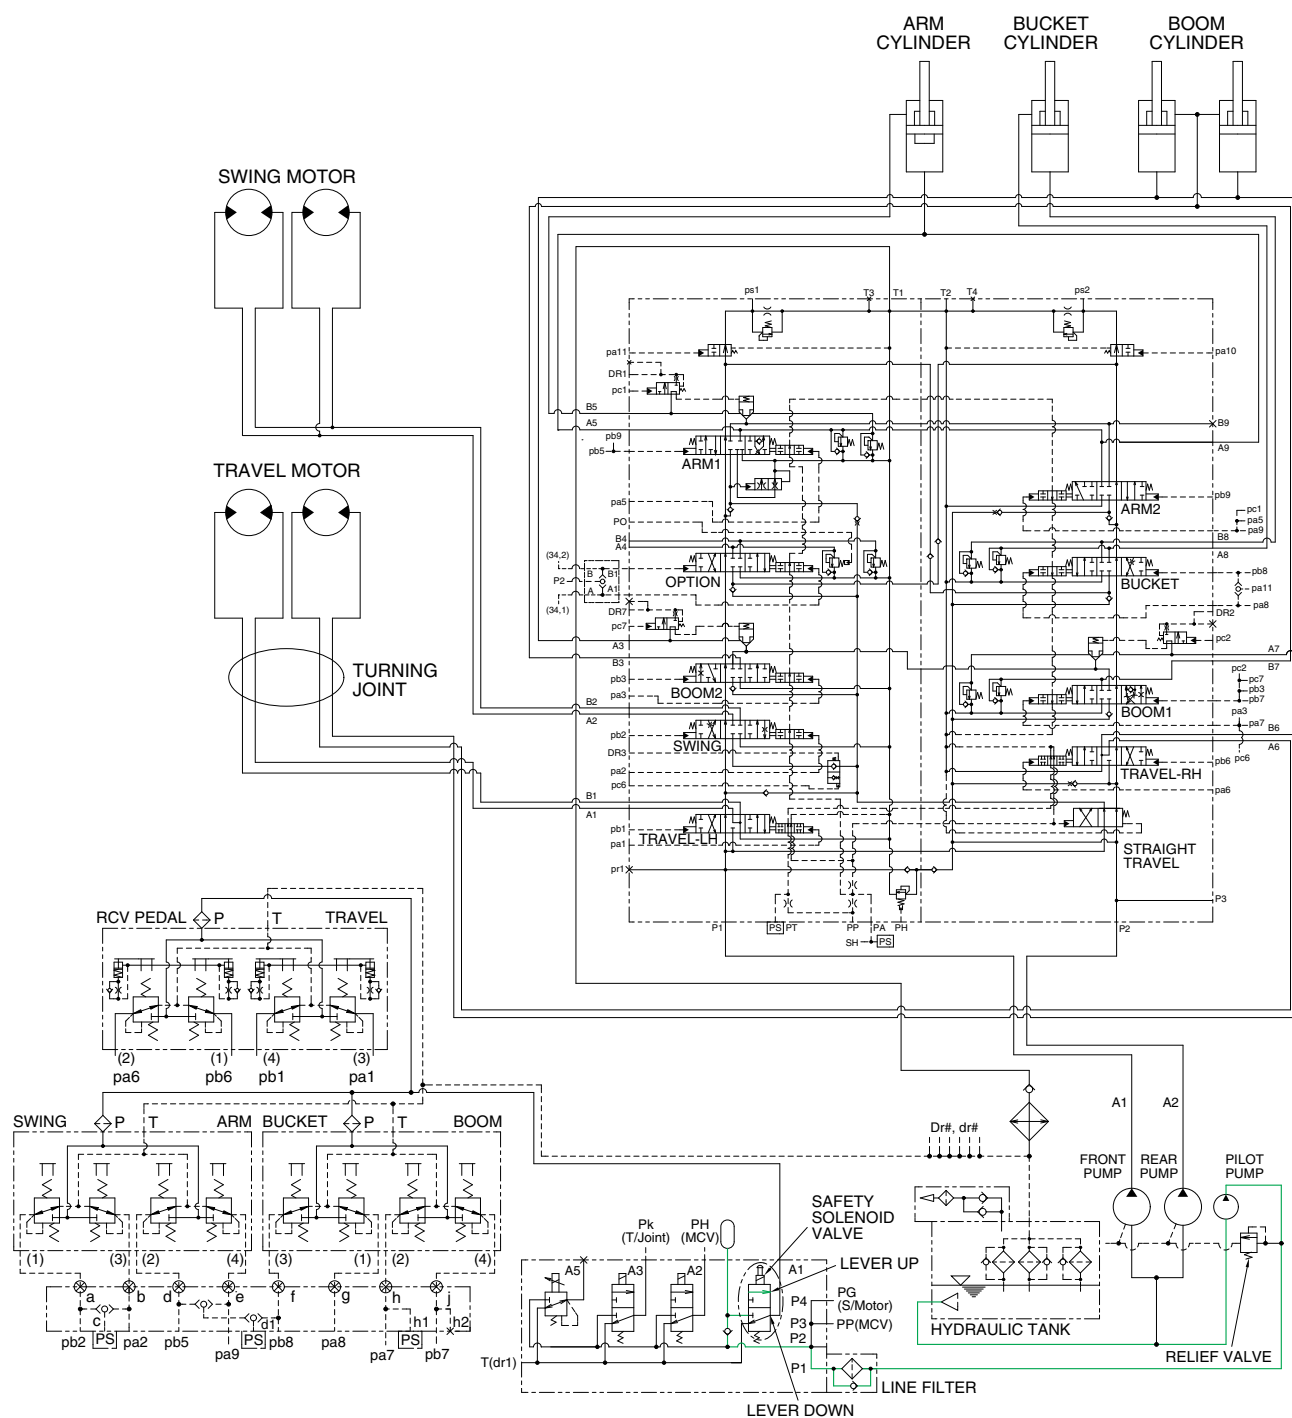 ARM
CYLINDER
BUCKET
CYLINDER
BOOM
CYLINDER
SWING MOTOR
TRAVEL MOTOR
TURNING
JOINT
ps1
T3
T1
T2
T4
ps2
pa11
pa10
DR1
pc1
B5
A5
B9
A9
pb9
pb5
ARM1
pb9
ARM2
pa5
PO
pc1
pa5
pa9
B4
A4
B8
A8
(34,2)
P2
B
B1
A
A1
(34,1)
OPTION
BUCKET
pb8
pa11
pa8
DR7
pc7
DR2
pc2
A3
B3
A7
B7
pb3
pa3
BOOM2
BOOM1
pc2
pc7
pb3
pb7
pa3
pa7
pc6
B2
A2
pb2
SWING
B6
A6
DR3
pa2
pc6
TRAVEL-RH
pb6
pa6
B1
A1
pb1
pa1
TRAVEL-LH
STRAIGHT
TRAVEL
pr1
P3
P1
PS
PT
PP
PA
PH
P2
SH
PS
RCV PEDAL
P
T
TRAVEL
(2)
(1)
(4)
(3)
pa6
pb6
pb1
pa1
SWING
P
T
ARM
BUCKET
P
T
BOOM
(1)
(3)
(2)
(4)
(3)
(1)
(2)
(4)
a
b
d
e
f
g
h
j
c
d1
h1
h2
pb2
PS
pa2
pb5
pa9
PS
pb8
pa8
pa7
PS
pb7
Dr#, dr#
A1
A2
FRONT
PUMP
REAR
PUMP
PILOT
PUMP
SAFETY
SOLENOID
VALVE
LEVER UP
Pk
(T/Joint)
PH
(MCV)
A5
A3
A2
A1
P4
PG
(S/Motor)
P3
PP(MCV)
P2
P1
T(dr1)
HYDRAULIC TANK
RELIEF VALVE
LINE FILTER
LEVER DOWN